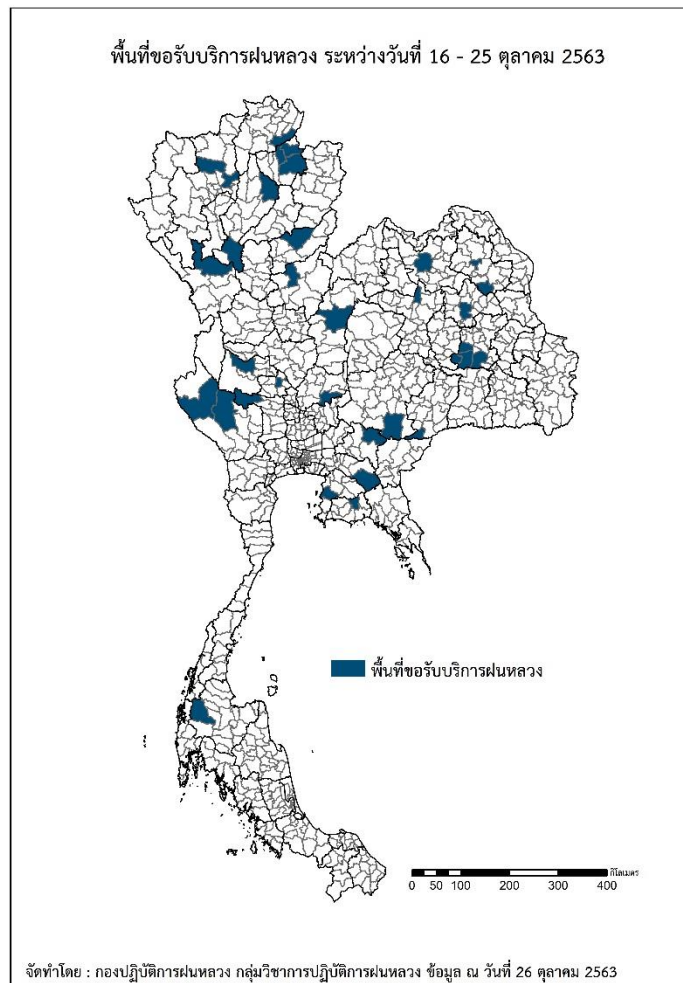 พื้นที่ขอรับบริการฝนหลวง ระหว่างวันที่ 16 - 25 ตุลาคม 2563
พื้นที่ขอรับบริการฝนหลวง
กิโลเมตร
0 50 100 200 300 400
จัดทำโดย : กองปฏิบัติการฝนหลวง กลุ่มวิชาการปฏิบัติการฝนหลวง ข้อมูล ณ วันที่ 26 ตุลาคม 2563